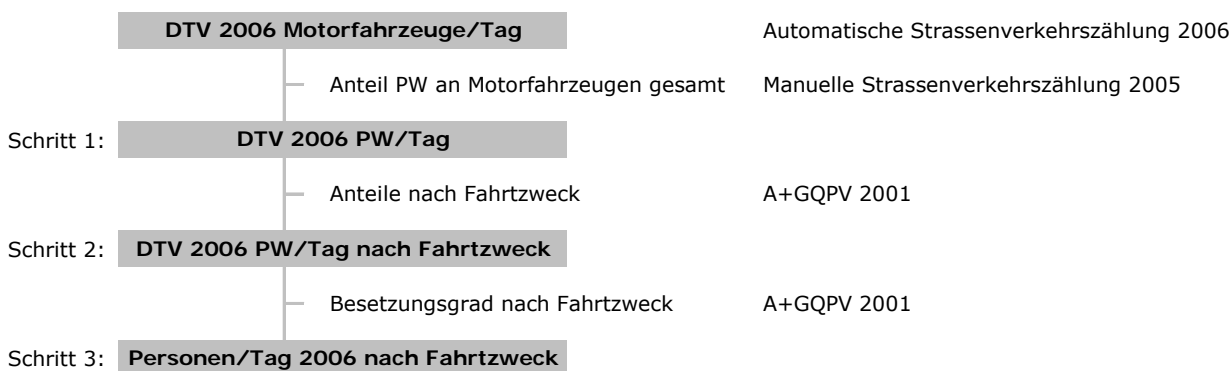 DTV 2006 Motorfahrzeuge/Tag Automatische Strassenverkehrszählung 2006
Anteil PW an Motorfahrzeugen gesamt Manuelle Strassenverkehrszählung 2005
Schritt 1: DTV 2006 PW/Tag
Anteile nach Fahrtzweck A+GQPV 2001
Schritt 2: DTV 2006 PW/Tag nach Fahrtzweck
Besetzungsgrad nach Fahrtzweck A+GQPV 2001
Schritt 3: Personen/Tag 2006 nach Fahrtzweck